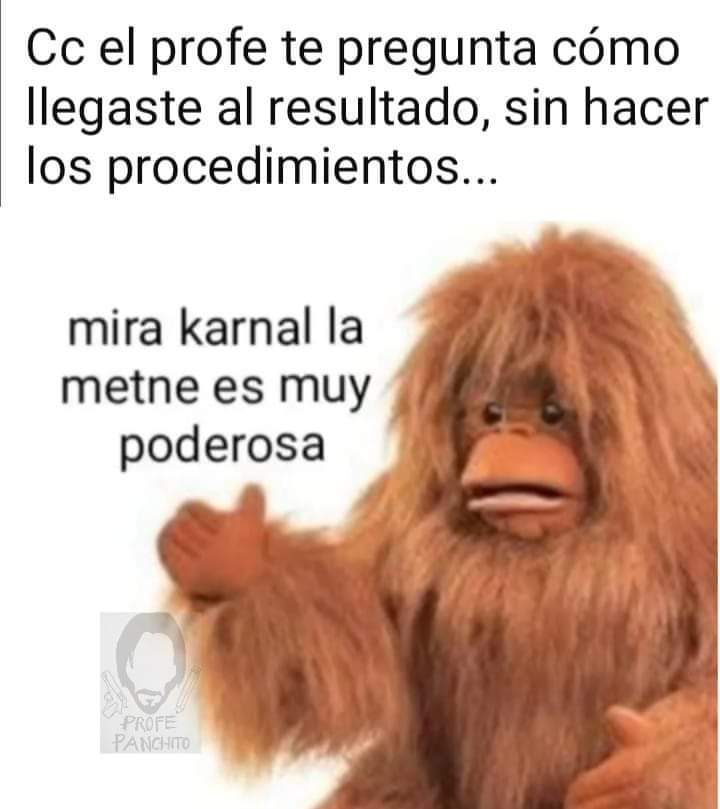 Cc el profe te pregunta cómo
llegaste al resultado, sin hacer
los procedimientos...
mira karnal la
metne es muy
poderosa
PROFE
PANCHITO